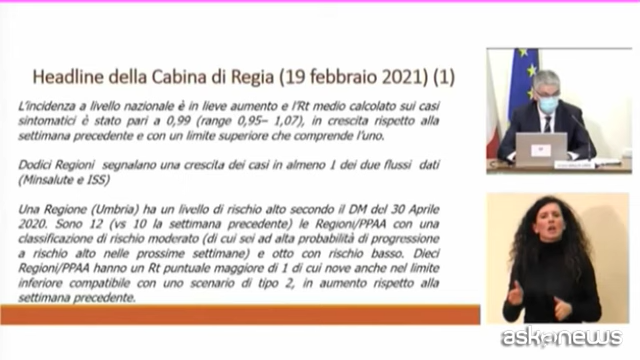 Headline della Cabina di Regia (19 febbraio 2021) (1)
L'incidenza a livello nazionale è in lieve aumento e l'Rt medio calcolato sui casi
sintomatici è stato pari a 0,99 (range 0,95– 1,07), in crescita rispetto alla
settimana precedente e con un limite superiore che comprende l'uno.
Dodici Regioni segnalano una crescita dei casi in almeno 1 dei due flussi dati
(Minsalute e ISS)
Una Regione (Umbria) ha un livello di rischio alto secondo il DM del 30 Aprile
2020. Sono 12 (vs 10 la settimana precedente) le Regioni/PPAA con una
classificazione di rischio moderato (di cui sei ad alta probabilità di progressione
a rischio alto nelle prossime settimane) e otto con rischio basso. Dieci
Regioni/PPAA hanno un Rt puntuale maggiore di 1 di cui nove anche nel limite
inferiore compatibile con uno scenario di tipo 2, in aumento rispetto alla
settimana precedente.
askanews